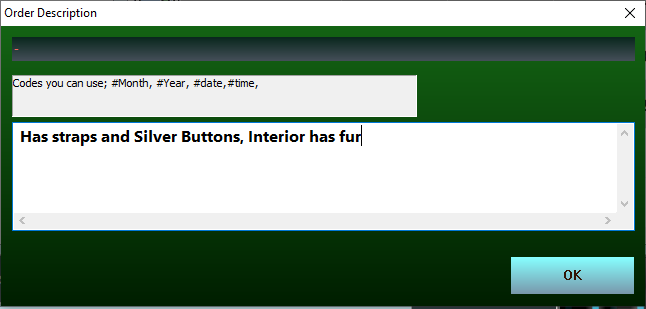 Order Description
-
Codes you can use; #Month, #Year, #date,#time,
Has straps and Silver Buttons, Interior has fur
OK